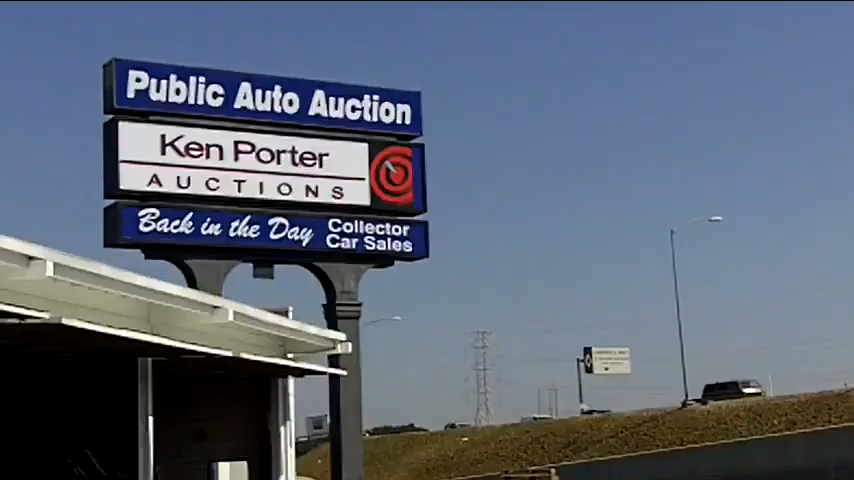 Public Auto Auction
Ken Porter
AUCTIONS
Back in the Day Collector
Car Sales